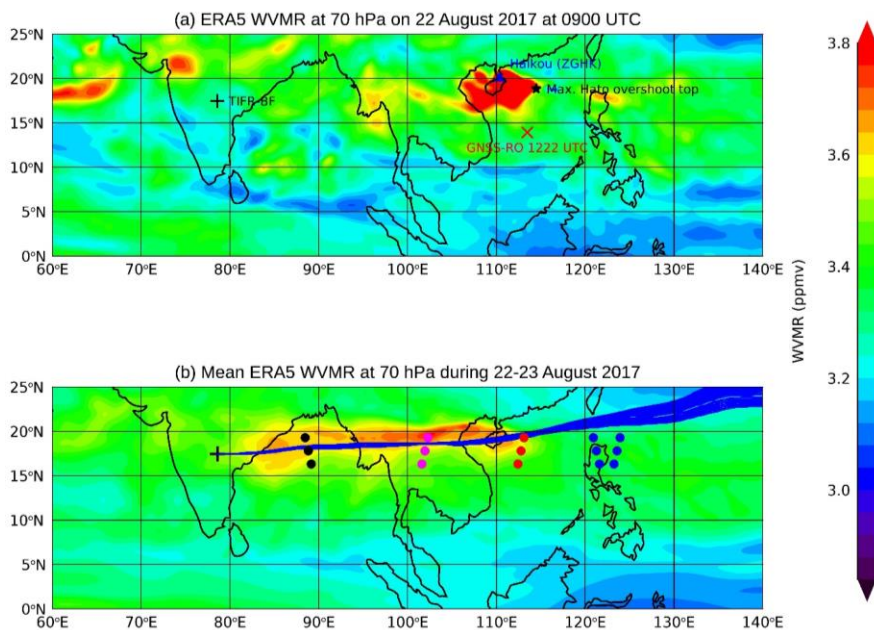 (a) ERA5 WVMR at 70 hPa on 22 August 2017 at 0900 UTC
25°N
20°N
15°N
10°N
5°N
0°N
Haikou (ZGHK)
Max. Hato overshoot top
TIFR-BF
GNSS-RO 1222 UTC
60°E
70°E
80°E
90°E
100°E
110°E
120°E
130°E
140°E
(b) Mean ERA5 WVMR at 70 hPa during 22-23 August 2017
25°N
20°N
15°N
10°N
5°N
0°N
60°E
70°E
80°E
90°E
100°E
110°E
120°E
130°E
140°E
WVMR (ppmv)
3.8
3.6
3.4
3.2
3.0